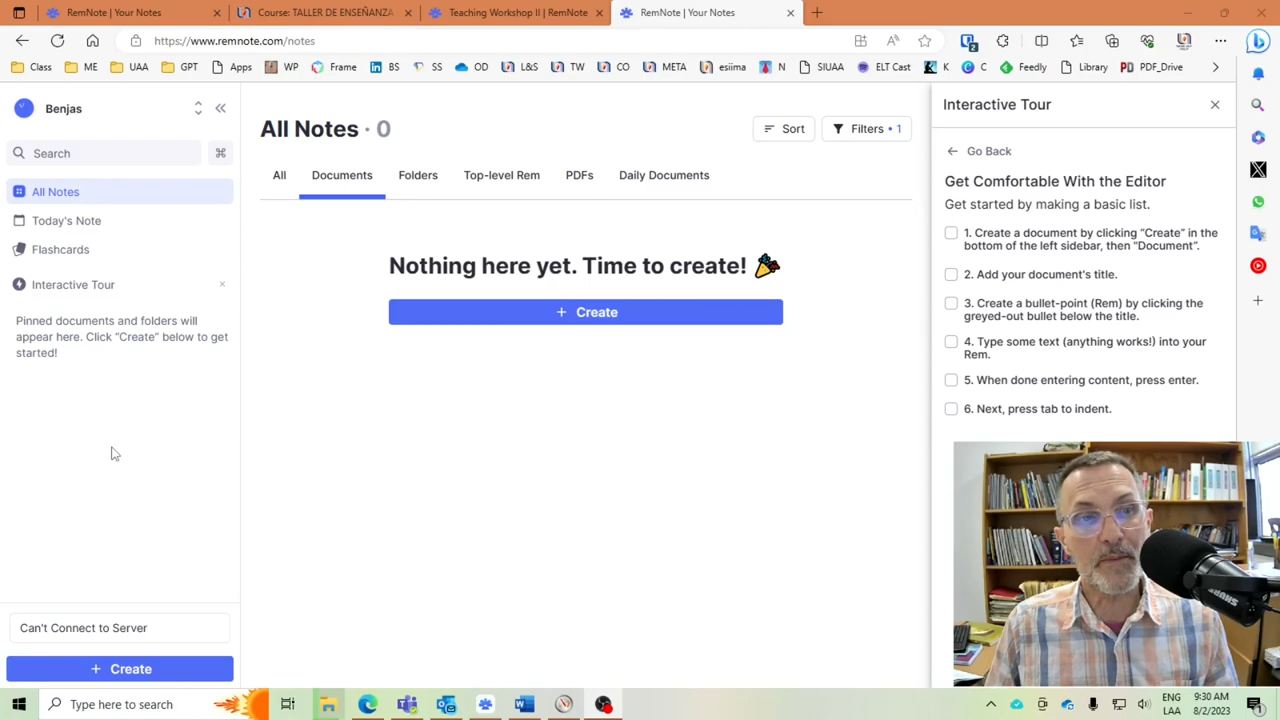 RemNote | Your Notes
Course: TALLER DE ENSEÑANZA
Teaching Workshop II | RemNote
RemNote | Your Notes
https://www.remnote.com/notes
Class
ME
UAA
GPT
Apps
WP
Frame
BS
SS
OD
L&S
TW
CO
META
esiima
N
SIUAA
ELT Cast
K
C
Feedly
Library
PDF_Drive
Benjas
Search
All Notes
Today's Note
Flashcards
Interactive Tour
Pinned documents and folders will
appear here. Click “Create” below to get
started!
Can't Connect to Server
+ Create
All Notes · 0
Sort
Filters • 1
All
Documents
Folders
Top-level Rem
PDFs
Daily Documents
Nothing here yet. Time to create!
+ Create
Interactive Tour
Go Back
Get Comfortable With the Editor
Get started by making a basic list.
1. Create a document by clicking “Create” in the
bottom of the left sidebar, then “Document”.
2. Add your document's title.
3. Create a bullet-point (Rem) by clicking the
greyed-out bullet below the title.
4. Type some text (anything works!) into your
Rem.
5. When done entering content, press enter.
6. Next, press tab to indent.
Type here to search
ENG
LAA
9:30 AM
8/2/2023